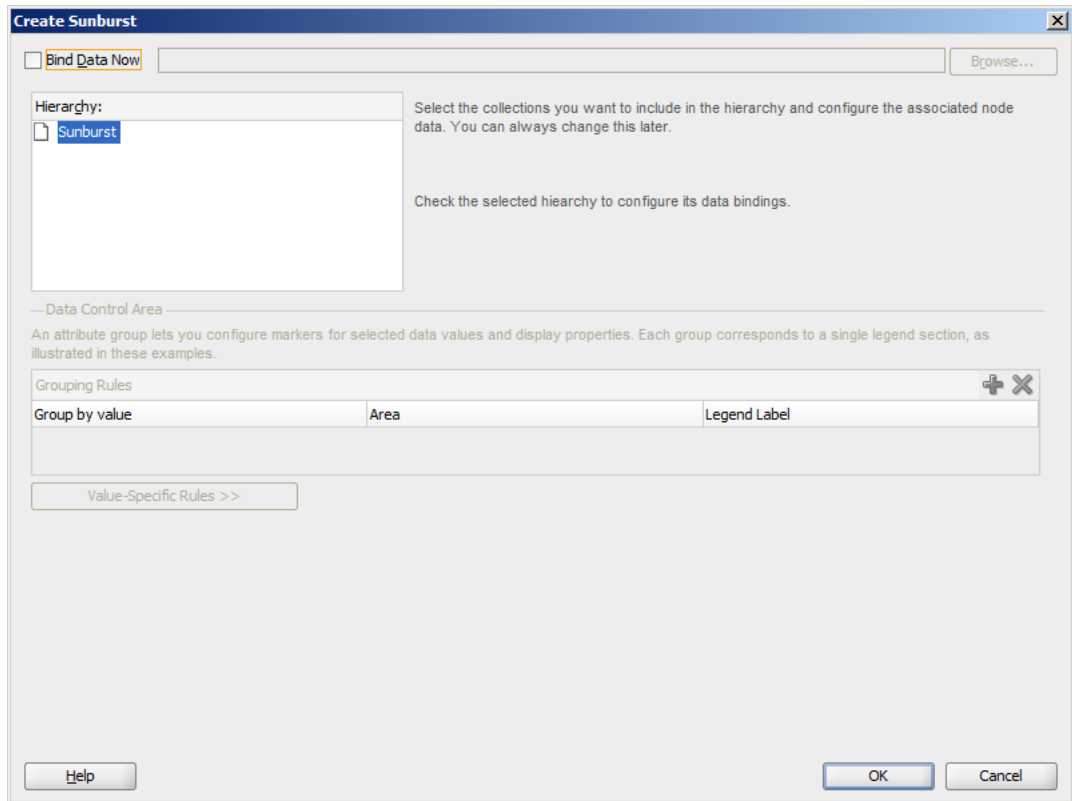 Create Sunburst
Bind Data Now
Browse...
Hierarchy:
Sunburst
Select the collections you want to include in the hierarchy and configure the associated node
data. You can always change this later.
Check the selected hiearchy to configure its data bindings.
Data Control Area
An attribute group lets you configure markers for selected data values and display properties. Each group corresponds to a single legend section, as
illustrated in these examples.
Grouping Rules
Group by value Area Legend Label
Value-Specific Rules >>
Help OK Cancel